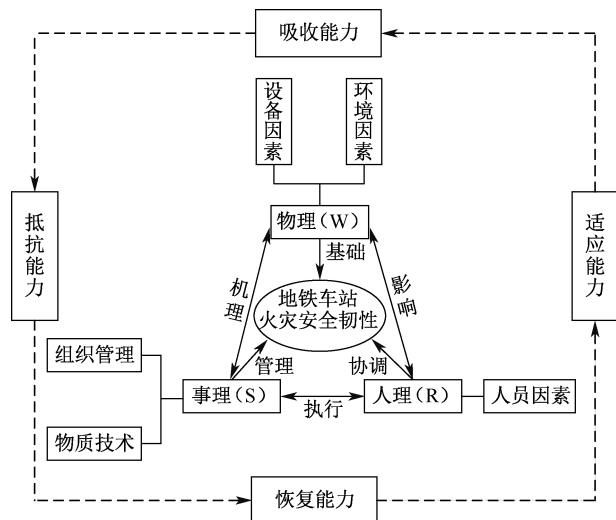 吸收能力
设备因素
环境因素
抵抗能力
适应能力
物理(W)
基础
机理
影响
地铁车站
火灾安全韧性
组织管理
管理
协调
事理(S)
执行
人理(R)
人员因素
物质技术
恢复能力